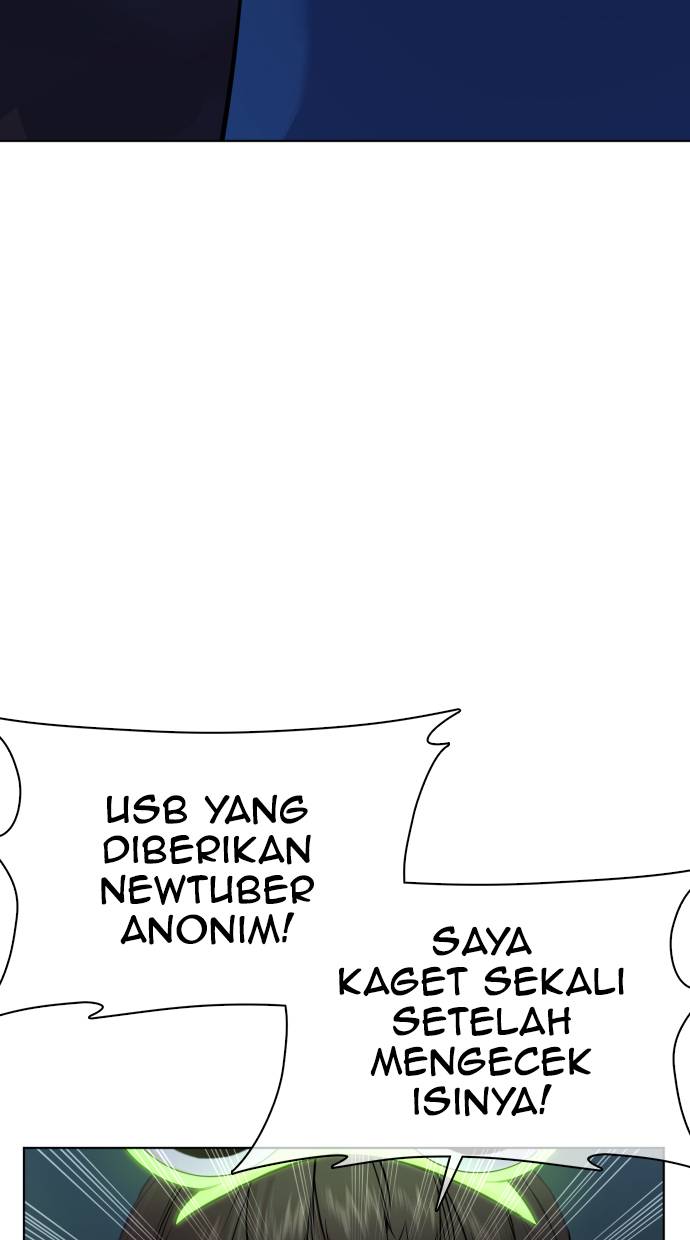 USB YANG
DIBERIKAN
NEWTUBER
ANONIM!
SAYA
KAGET SEKALI
SETELAH
MENGECEK
ISINYA!